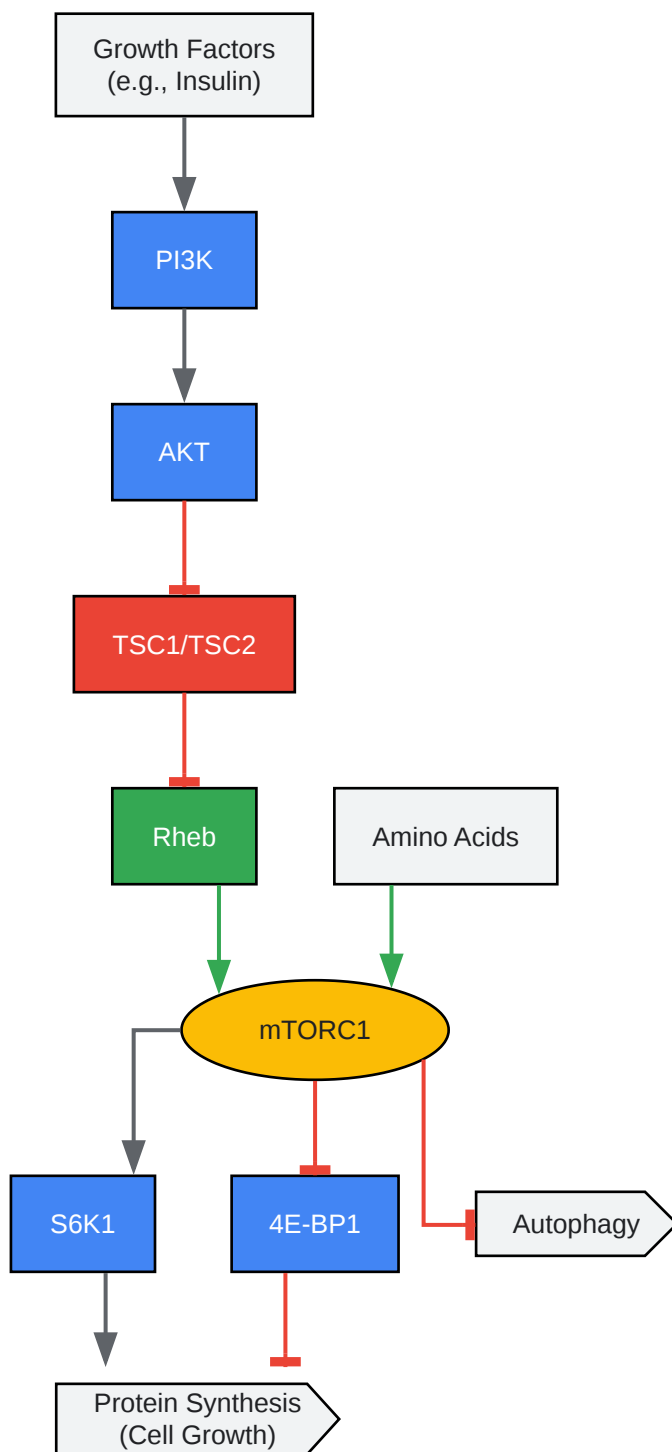 Growth Factors
(e.g., Insulin)
PI3K
AKT
TSC1/TSC2
Rheb
Amino Acids
mTORC1
S6K1
4E-BP1
Autophagy
Protein Synthesis
(Cell Growth)